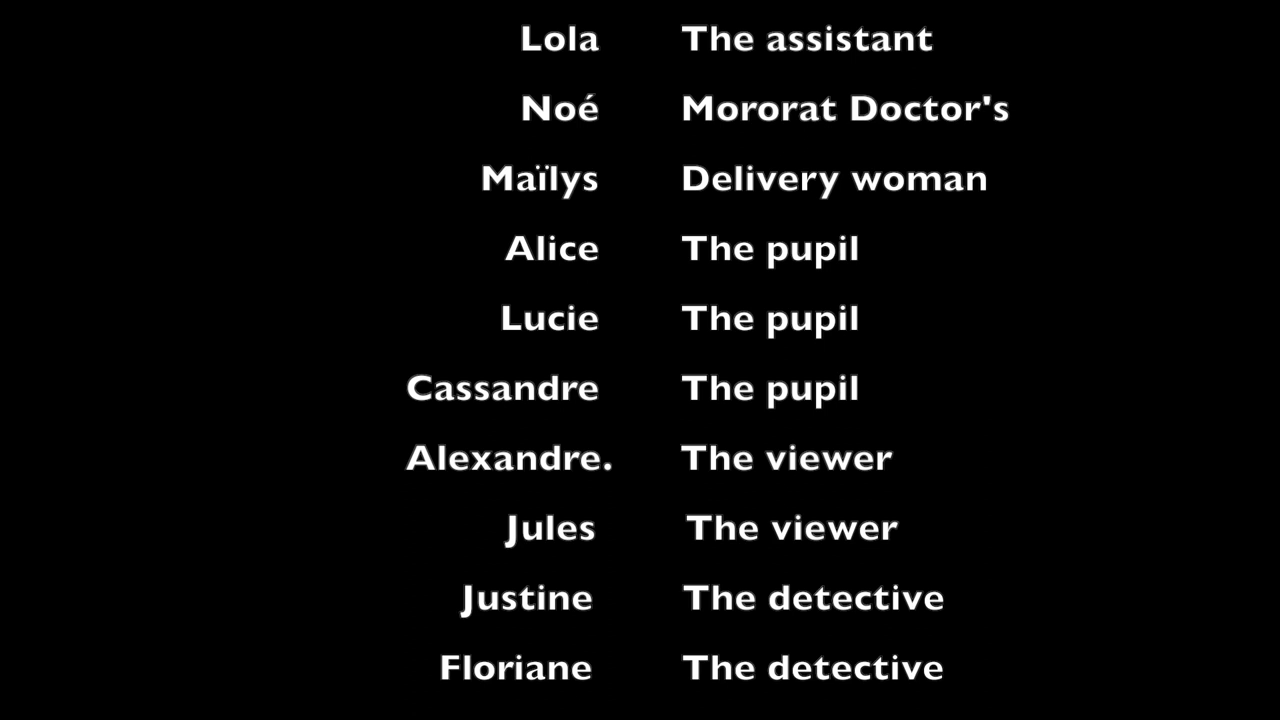 Lola The assistant
Noé Mororat Doctor's
Maïlys Delivery woman
Alice The pupil
Lucie The pupil
Cassandre The pupil
Alexandre. The viewer
Jules The viewer
Justine The detective
Floriane The detective